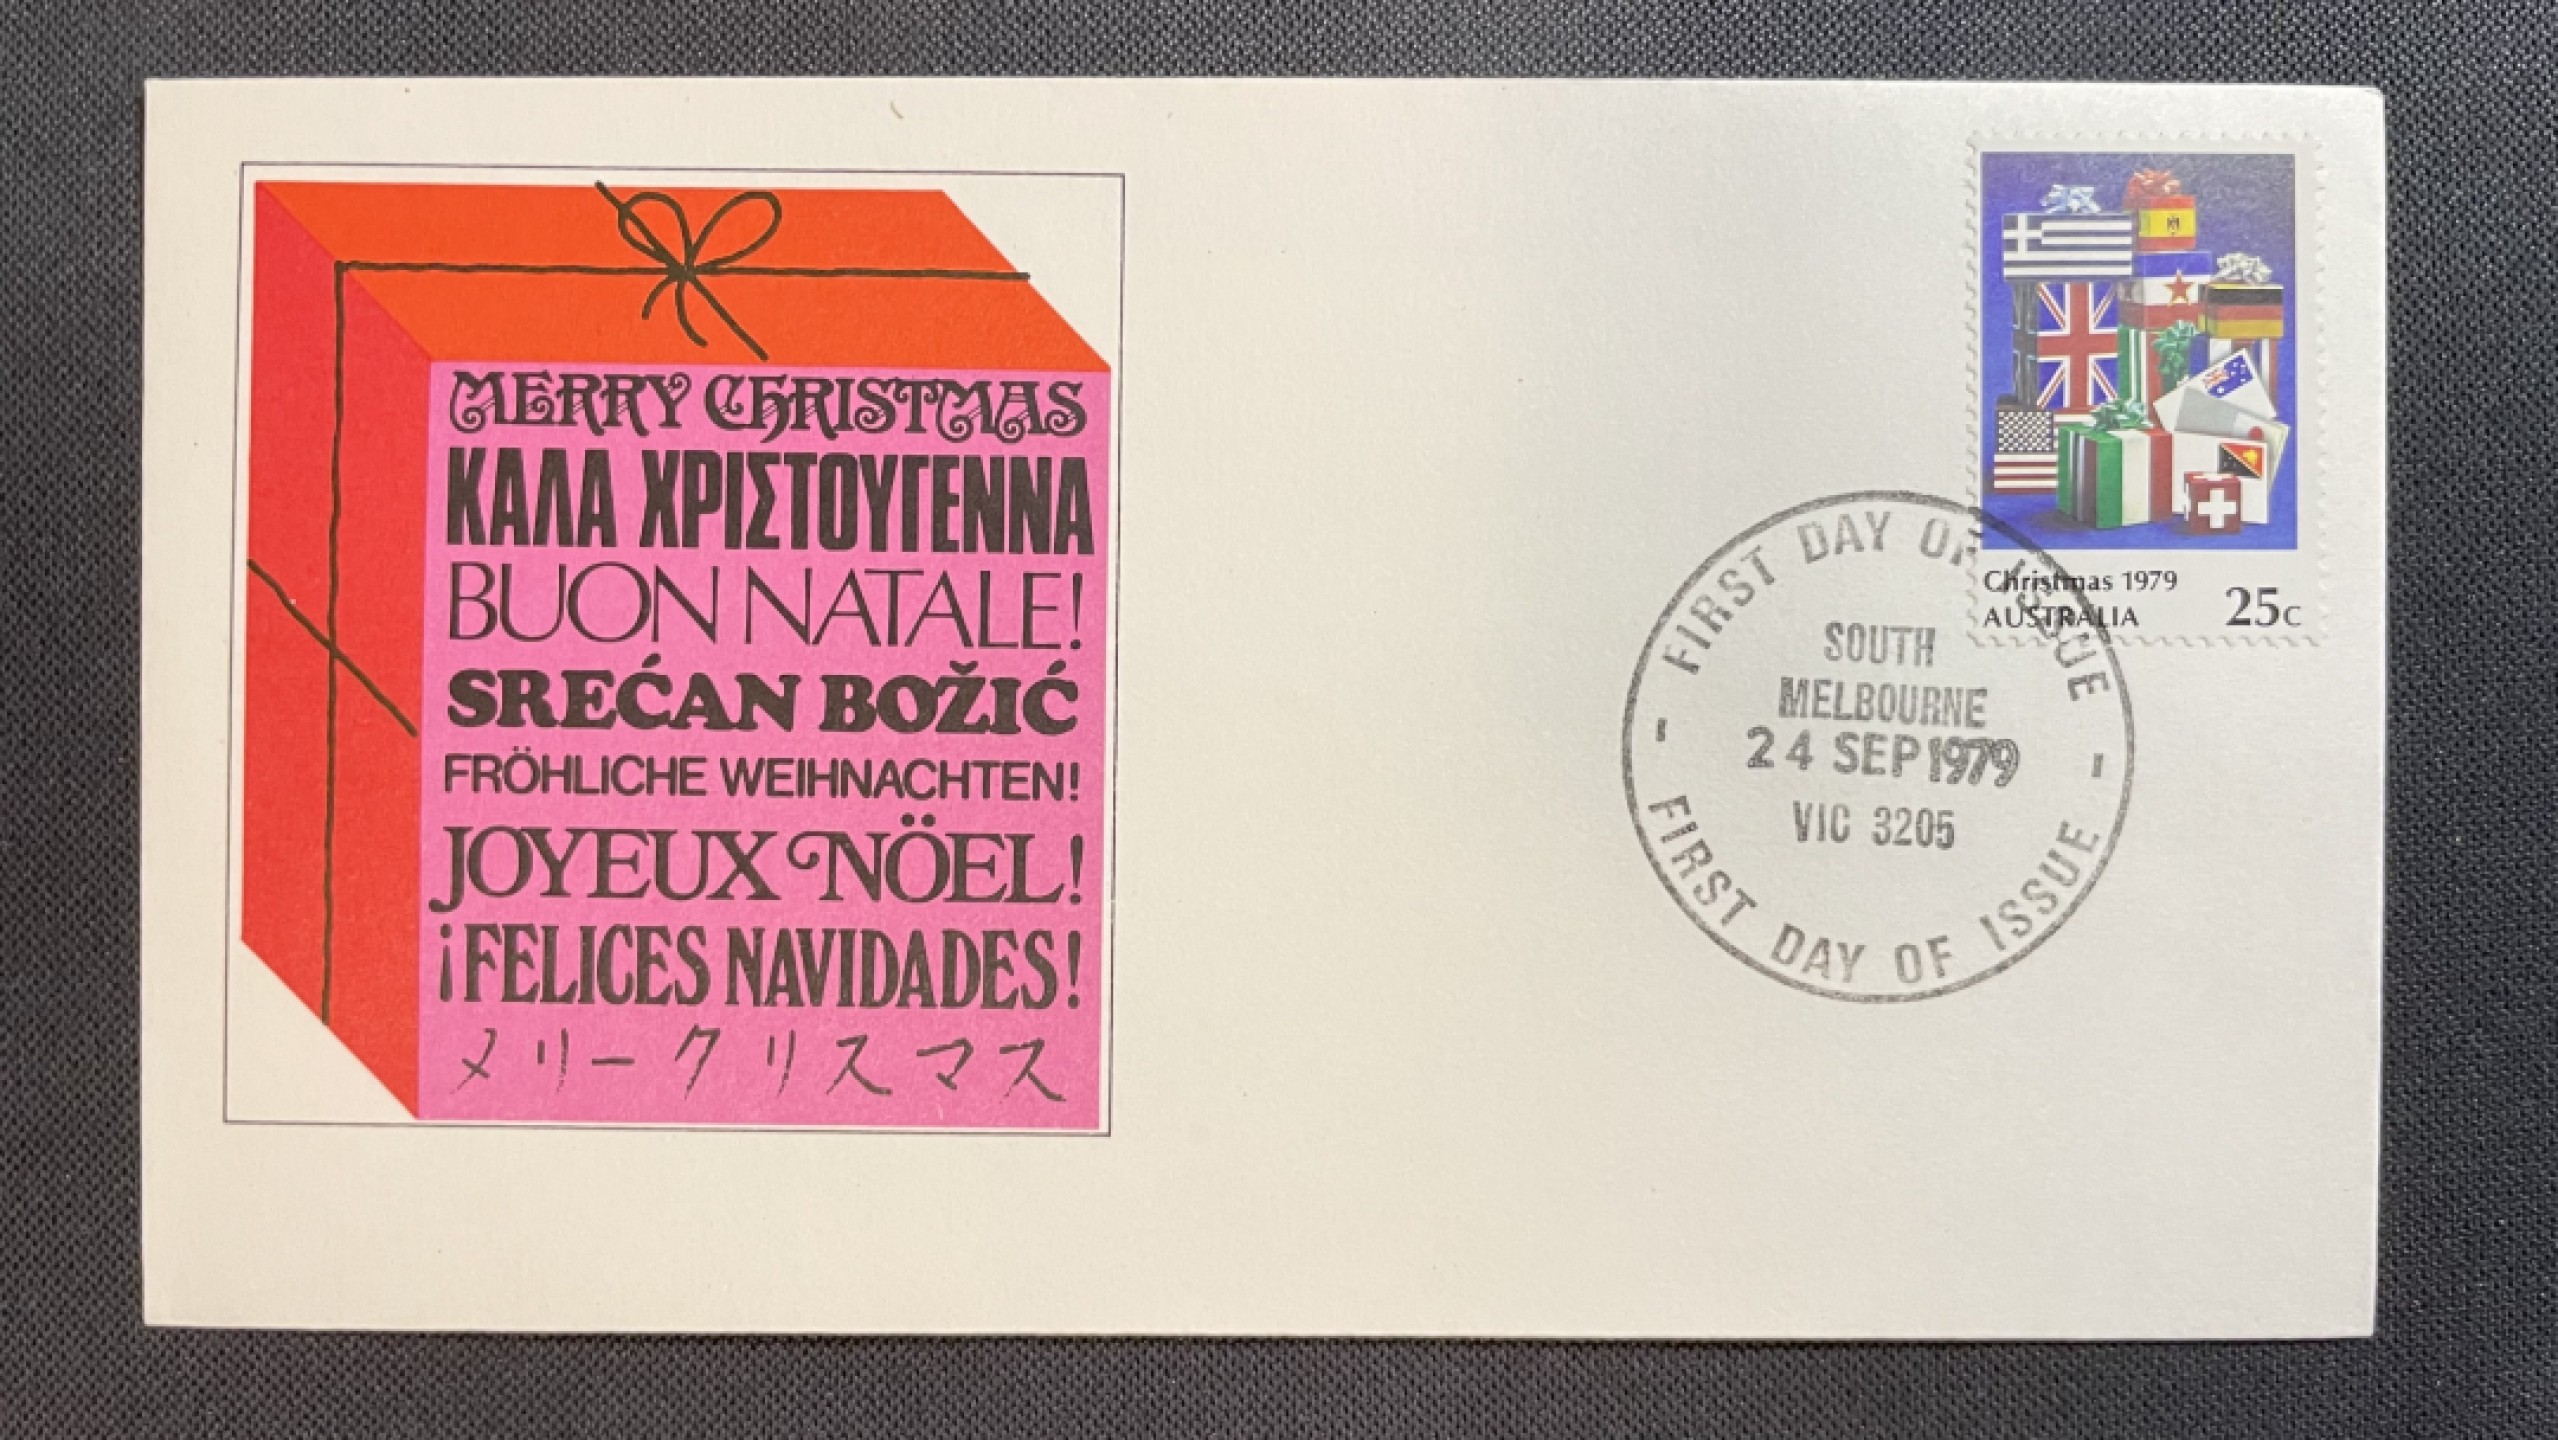 MERRY CHRISTMAS
ΚΑΛΑ ΧΡΙΣΤΟΥΓΕΝΝΑ
BUON NATALE!
SREĆAN BOŽIĆ
FRÖHLICHE WEIHNACHTEN!
JOYEUX NÖEL!
¡FELICES NAVIDADES!
メリークリスマス
Christmas 1979
AUSTRALIA 25c
FIRST DAY OF ISSUE
SOUTH
MELBOURNE
24 SEP 1979
VIC 3205
FIRST DAY OF ISSUE